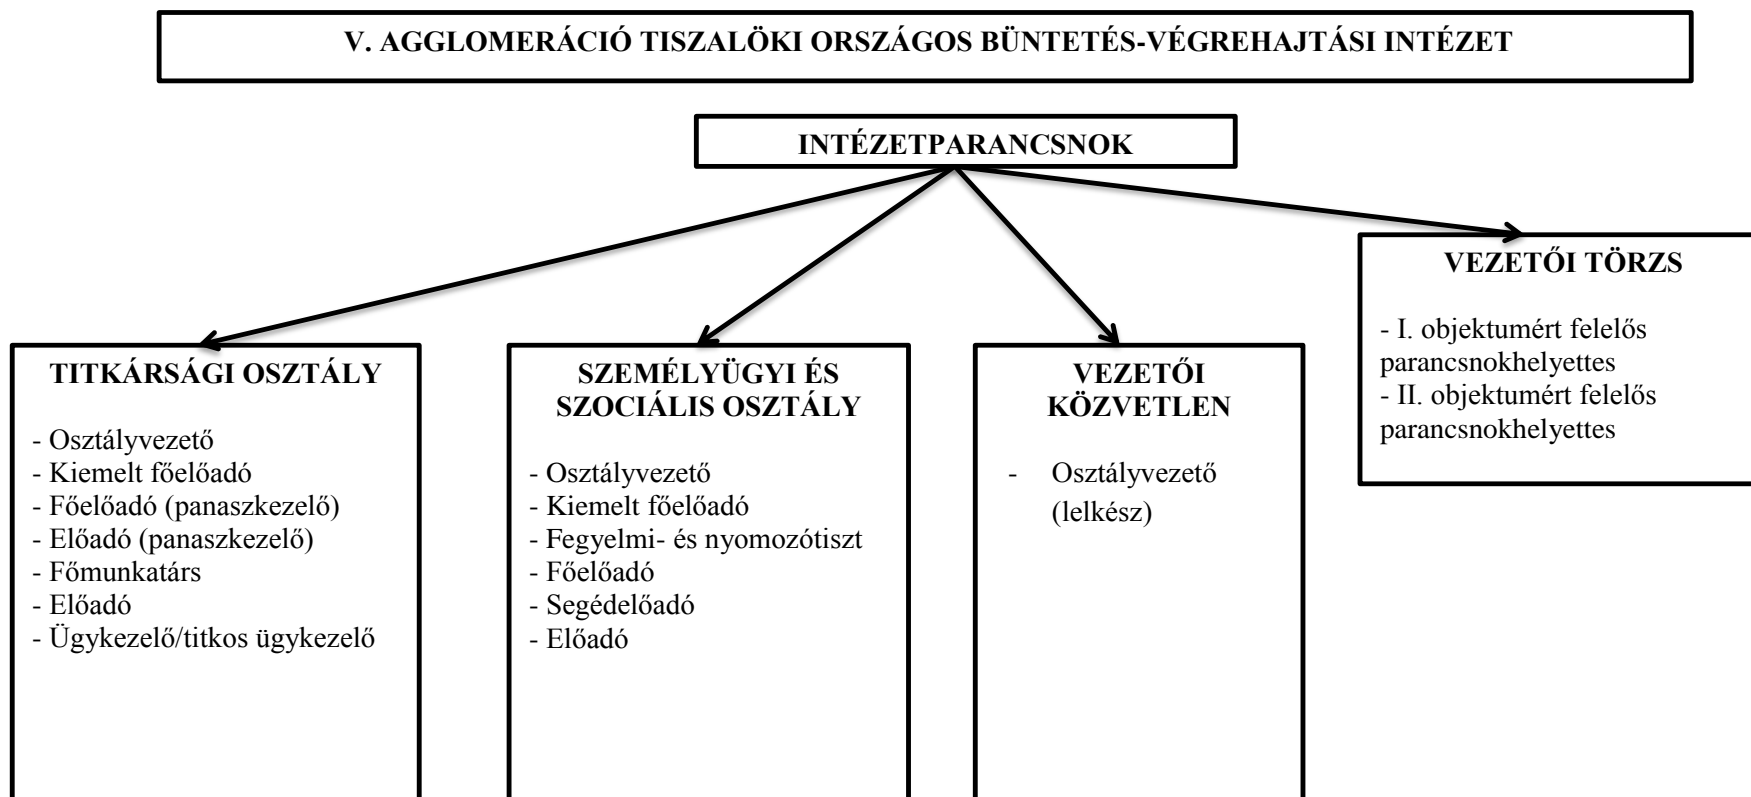 V. AGGLOMERÁCIÓ TISZALÖKI ORSZÁGOS BÜNTETÉS-VÉGREHAJTÁSI INTÉZET
INTÉZETPARANCSNOK
TITKÁRSÁGI OSZTÁLY
- Osztályvezető
- Kiemelt főelőadó
- Főelőadó (panaszkezelő)
- Előadó (panaszkezelő)
- Főmunkatárs
- Előadó
- Ügykezelő/titkos ügykezelő
SZEMÉLYÜGYI ÉS
SZOCIÁLIS OSZTÁLY
- Osztályvezető
- Kiemelt főelőadó
- Fegyelmi- és nyomozótiszt
- Főelőadó
- Segédelőadó
- Előadó
VEZETŐI
KÖZVETLEN
- Osztályvezető
(lelkész)
VEZETŐI TÖRZS
- I. objektumért felelős
parancsnokhelyettes
- II. objektumért felelős
parancsnokhelyettes